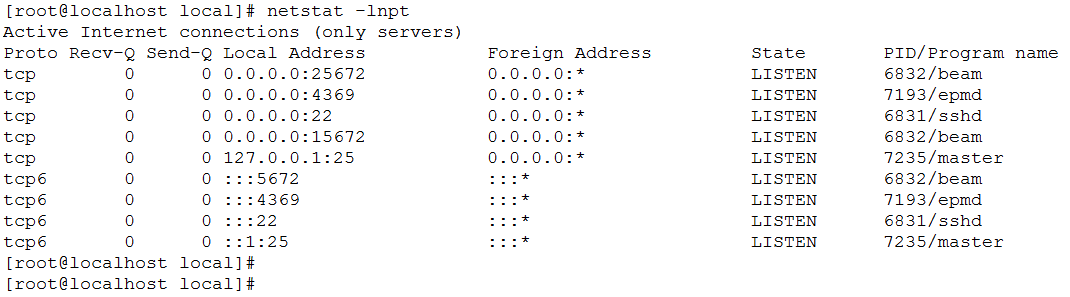 [root@localhost local]# netstat -lnpt
Active Internet connections (only servers)
Proto Recv-Q Send-Q Local Address           Foreign Address         State       PID/Program name
tcp        0      0 0.0.0.0:25672           0.0.0.0:*               LISTEN      6832/beam
tcp        0      0 0.0.0.0:4369            0.0.0.0:*               LISTEN      7193/epmd
tcp        0      0 0.0.0.0:22              0.0.0.0:*               LISTEN      6831/sshd
tcp        0      0 0.0.0.0:15672           0.0.0.0:*               LISTEN      6832/beam
tcp        0      0 127.0.0.1:25            0.0.0.0:*               LISTEN      7235/master
tcp6       0      0 :::5672                 :::*                    LISTEN      6832/beam
tcp6       0      0 :::4369                 :::*                    LISTEN      7193/epmd
tcp6       0      0 :::22                   :::*                    LISTEN      6831/sshd
tcp6       0      0 ::1:25                  :::*                    LISTEN      7235/master
[root@localhost local]#
[root@localhost local]#